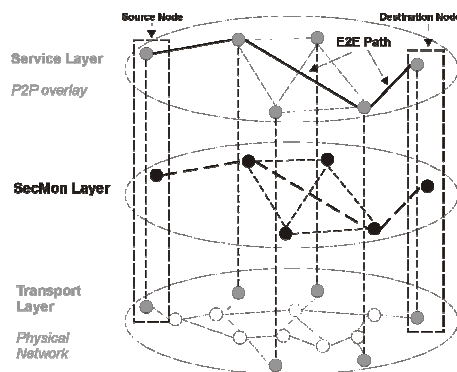 Source Node
Destination Node
E2E Path
Service Layer
P2P overlay
SecMon Layer
Transport
Layer
Physical
Network